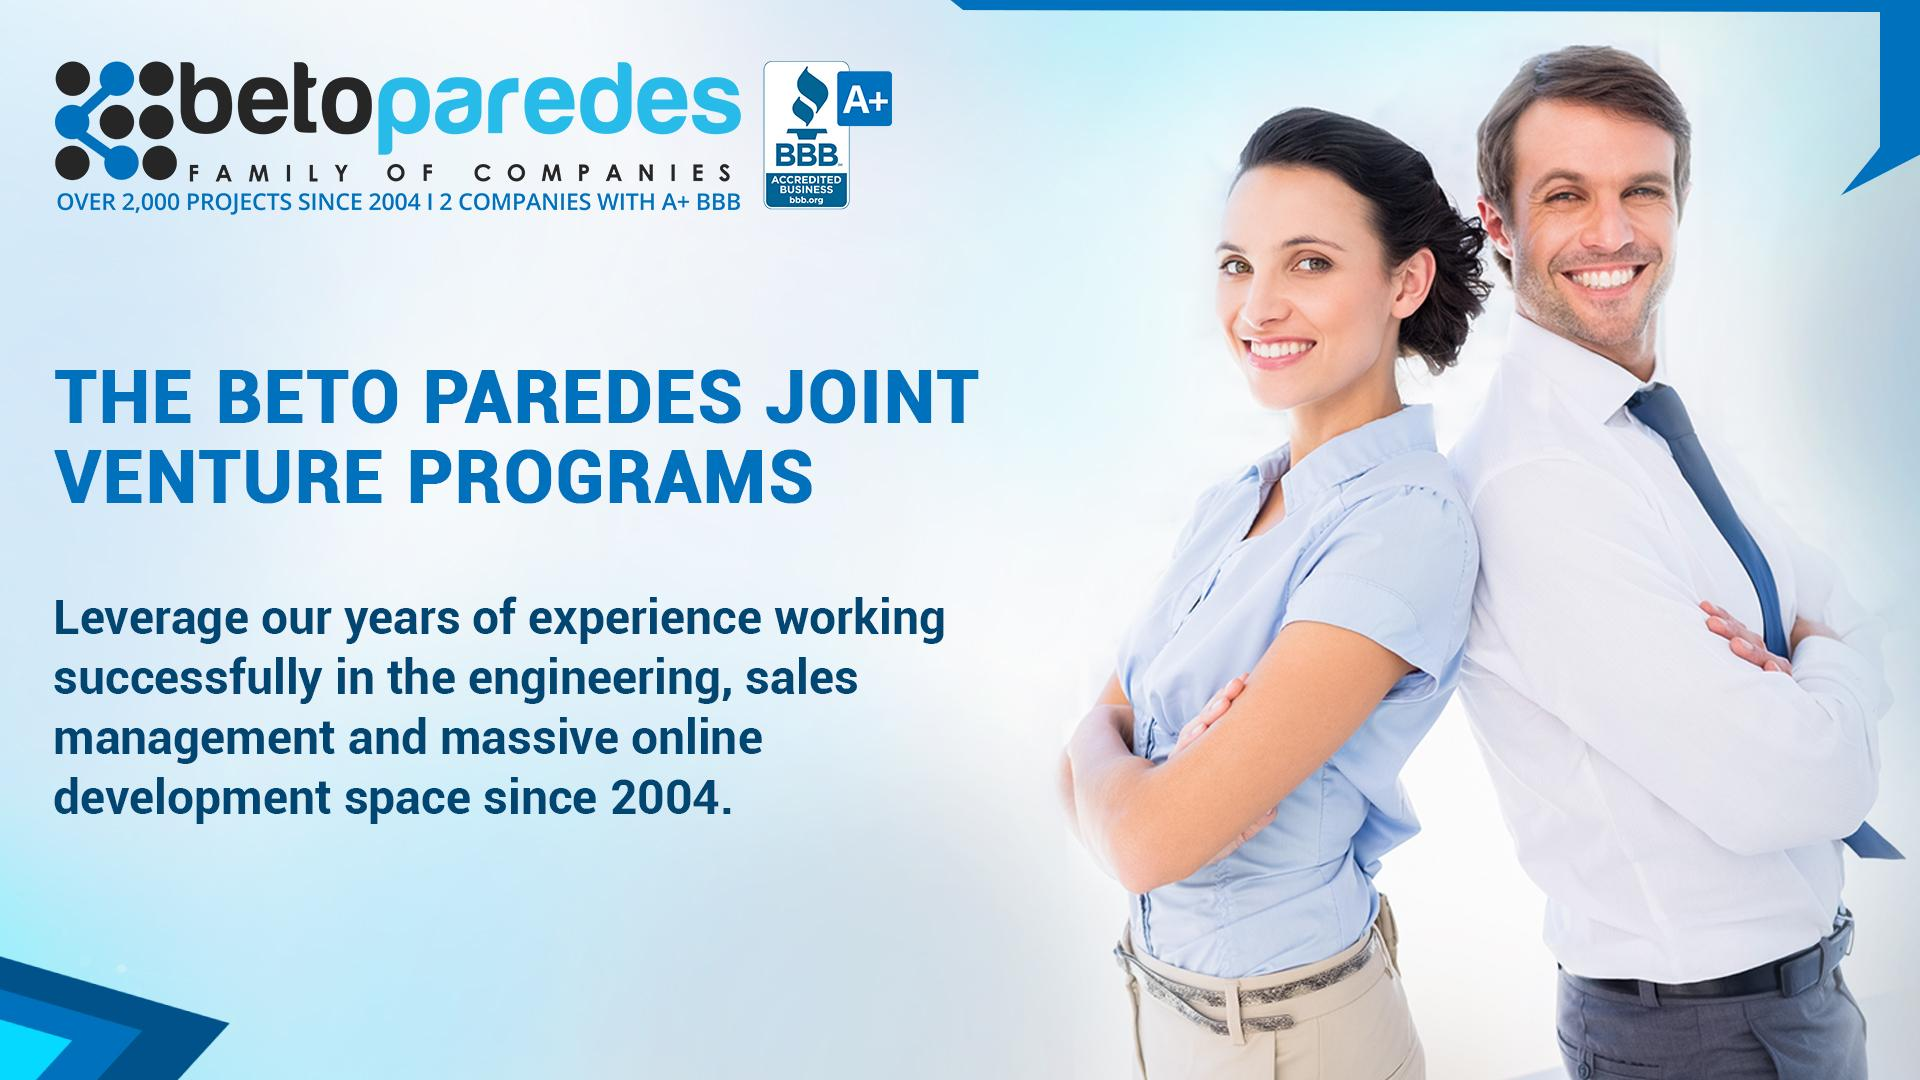 betoparedes
FAMILY OF COMPANIES
OVER 2,000 PROJECTS SINCE 2004 I 2 COMPANIES WITH A+ BBB
A+
BBB
ACCREDITED
BUSINESS
bbb.org
THE BETO PAREDES JOINT
VENTURE PROGRAMS
Leverage our years of experience working
successfully in the engineering, sales
management and massive online
development space since 2004.